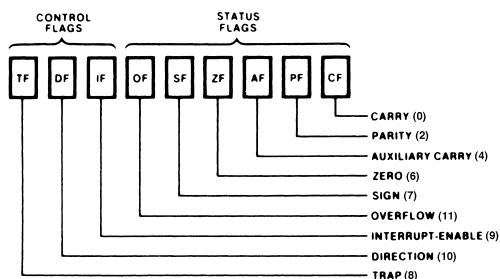 CONTROL FLAGS
STATUS FLAGS
TF DF IF OF SF ZF AF PF CF
CARRY (0)
PARITY (2)
AUXILIARY CARRY (4)
ZERO (6)
SIGN (7)
OVERFLOW (11)
INTERRUPT-ENABLE (9)
DIRECTION (10)
TRAP (8)